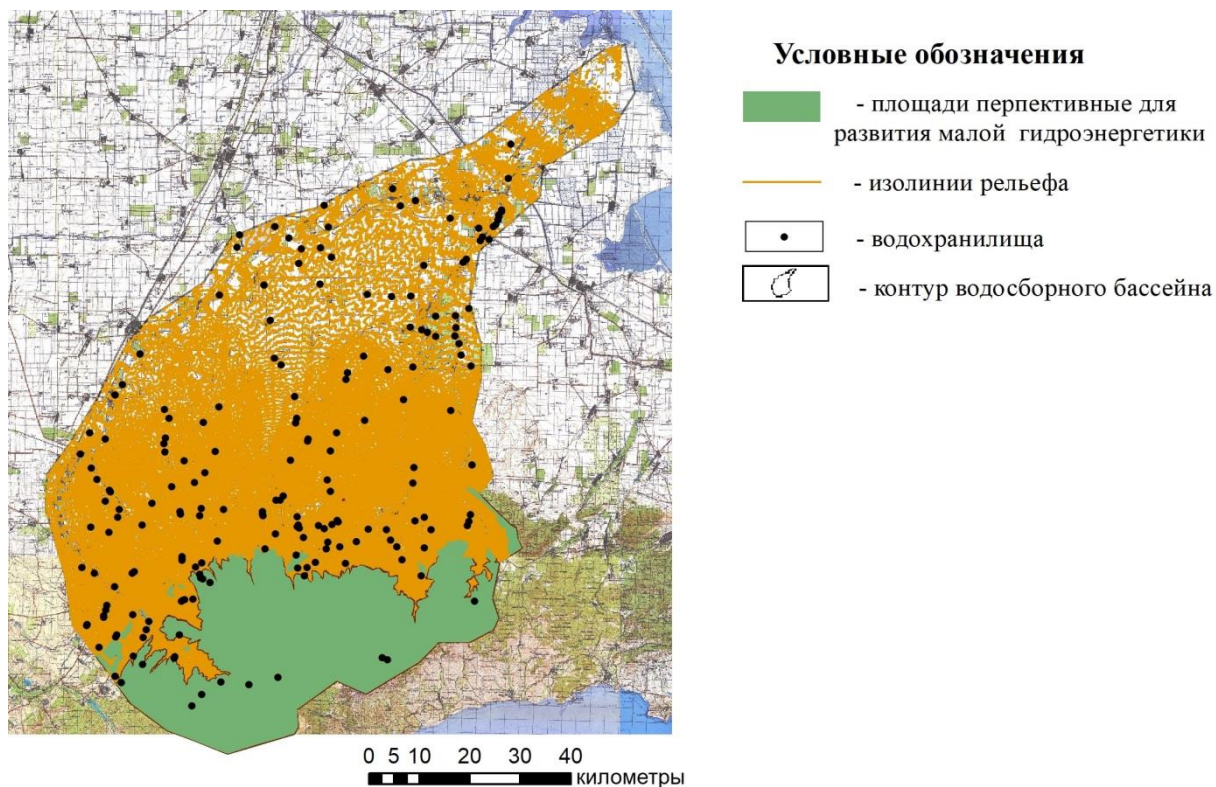 Условные обозначения
- площади перпективные для
развития малой гидроэнергетики
- изолинии рельефа
- водохранилища
- контур водосборного бассейна
0 5 10 20 30 40
километры